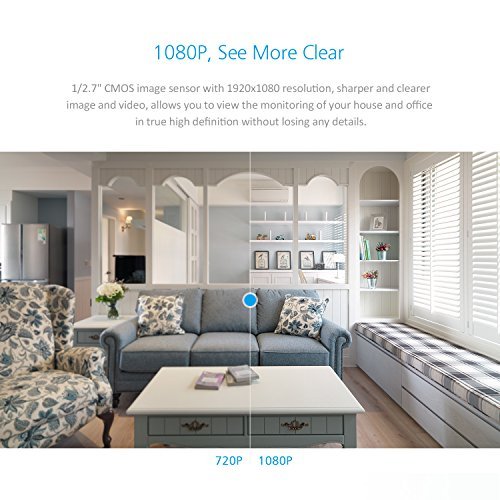 1080P, See More Clear
1/2.7" CMOS image sensor with 1920x1080 resolution, sharper and clearer
image and video, allows you to view the monitoring of your house and office
in true high definition without losing any details.
720P 1080P